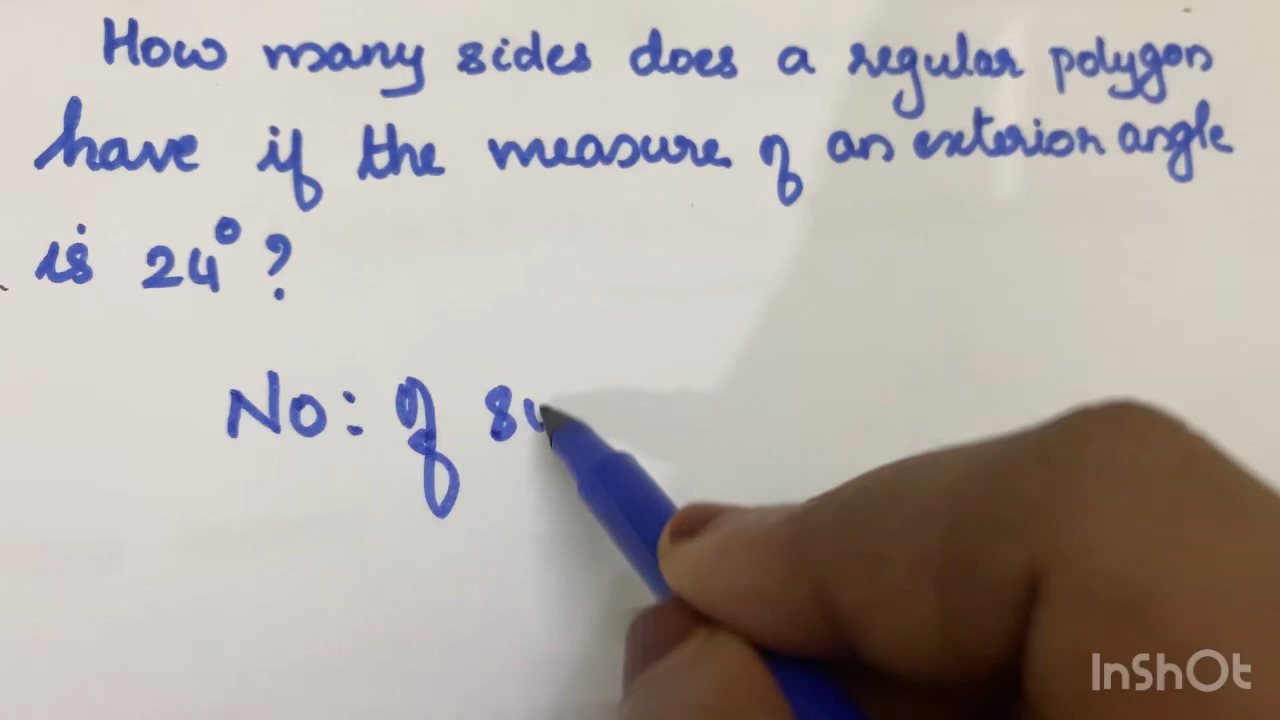 How many sides does a regular polygon
have if the measure of an exterior angle
is 24° ?
No: of
InShOt